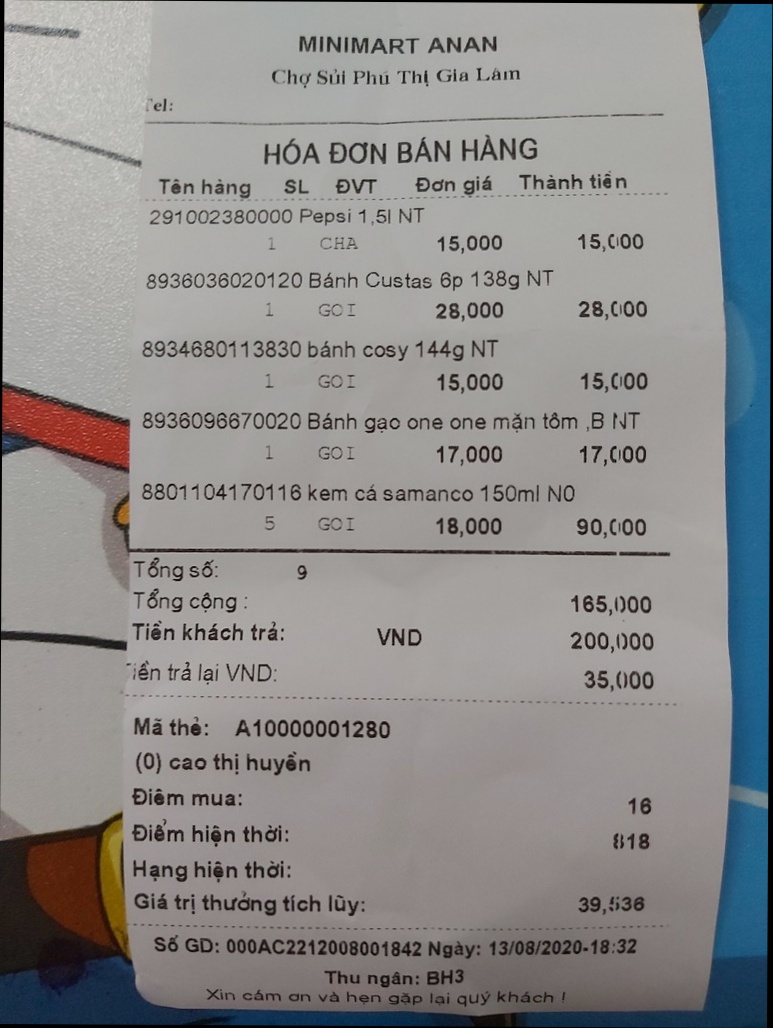 MINIMART ANAN
Chợ Sủi Phú Thị Gia Lâm
Tel:
HÓA ĐƠN BÁN HÀNG
Tên hàng SL ĐVT Đơn giá Thành tiền
291002380000 Pepsi 1,5l NT
1 CHA 15,000 15,000
8936036020120 Bánh Custas 6p 138g NT
1 GOI 28,000 28,000
8934680113830 bánh cosy 144g NT
1 GOI 15,000 15,000
8936096670020 Bánh gạo one one mặn tôm ,B NT
1 GOI 17,000 17,000
8801104170116 kem cá samanco 150ml N0
5 GOI 18,000 90,000
Tổng số: 9
Tổng cộng : 165,000
Tiền khách trả: VND 200,000
Tiền trả lại VND: 35,000
Mã thẻ: A10000001280
(0) cao thị huyền
Điểm mua: 16
Điểm hiện thời: 818
Hạng hiện thời:
Giá trị thưởng tích lũy: 39,536
Số GD: 000AC2212008001842 Ngày: 13/08/2020-18:32
Thu ngân: BH3
Xin cảm ơn và hẹn gặp lại quý khách !